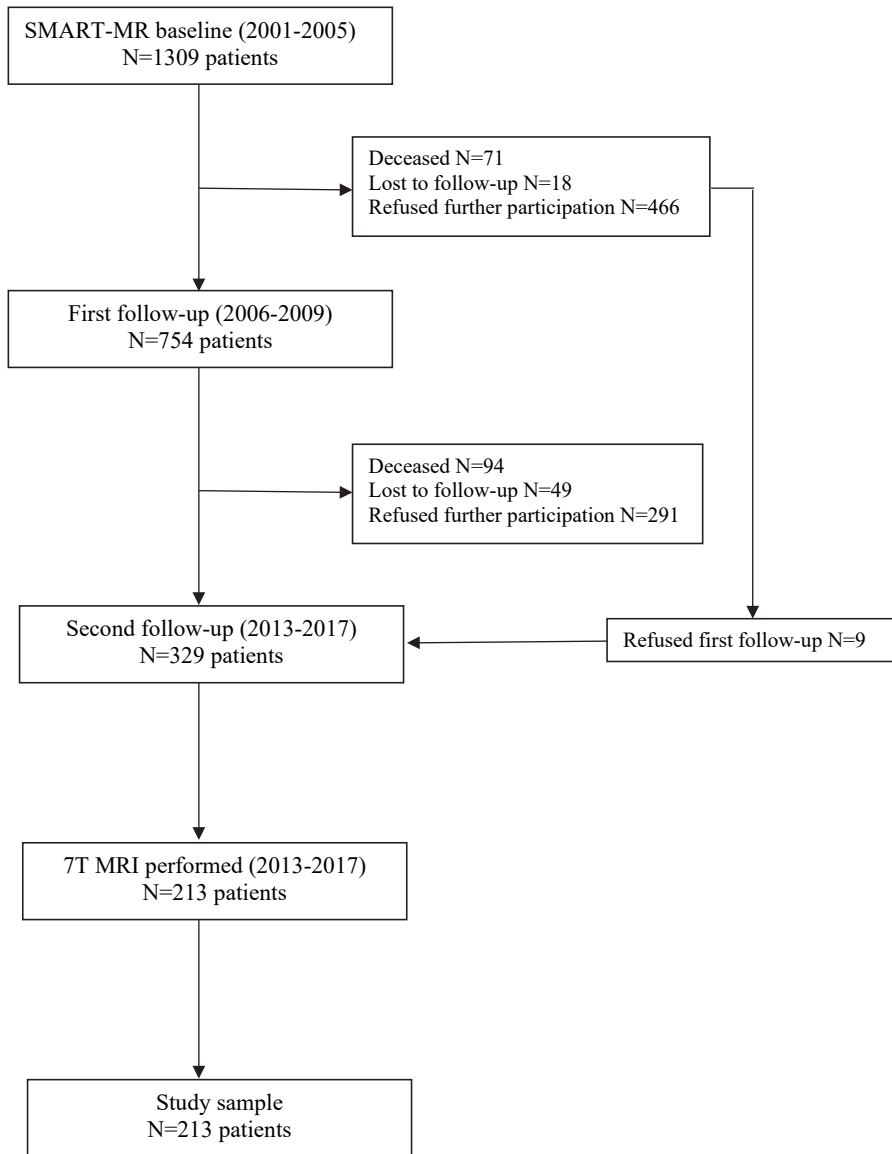 SMART-MR baseline (2001-2005)
N=1309 patients
Deceased N=71
Lost to follow-up N=18
Refused further participation N=466
First follow-up (2006-2009)
N=754 patients
Deceased N=94
Lost to follow-up N=49
Refused further participation N=291
Second follow-up (2013-2017)
N=329 patients
Refused first follow-up N=9
7T MRI performed (2013-2017)
N=213 patients
Study sample
N=213 patients